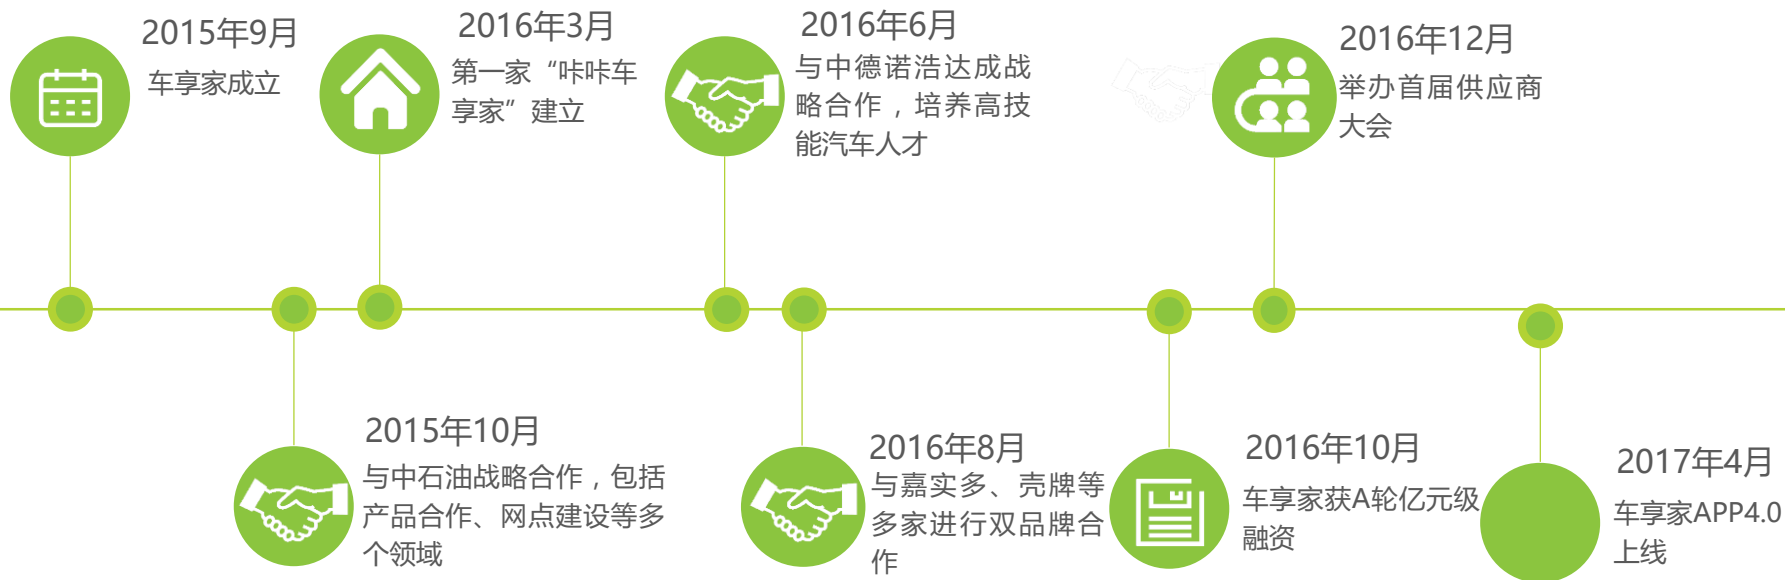 2015年9月
车享家成立
2016年3月
第一家“咔咔车
享家”建立
2016年6月
与中德诺浩达成战
略合作，培养高技
能汽车人才
2016年12月
举办首届供应商
大会
2015年10月
与中石油战略合作，包括
产品合作、网点建设等多
个领域
2016年8月
与嘉实多、壳牌等
多家进行双品牌合
作
2016年10月
车享家获A轮亿元级
融资
2017年4月
车享家APP4.0
上线